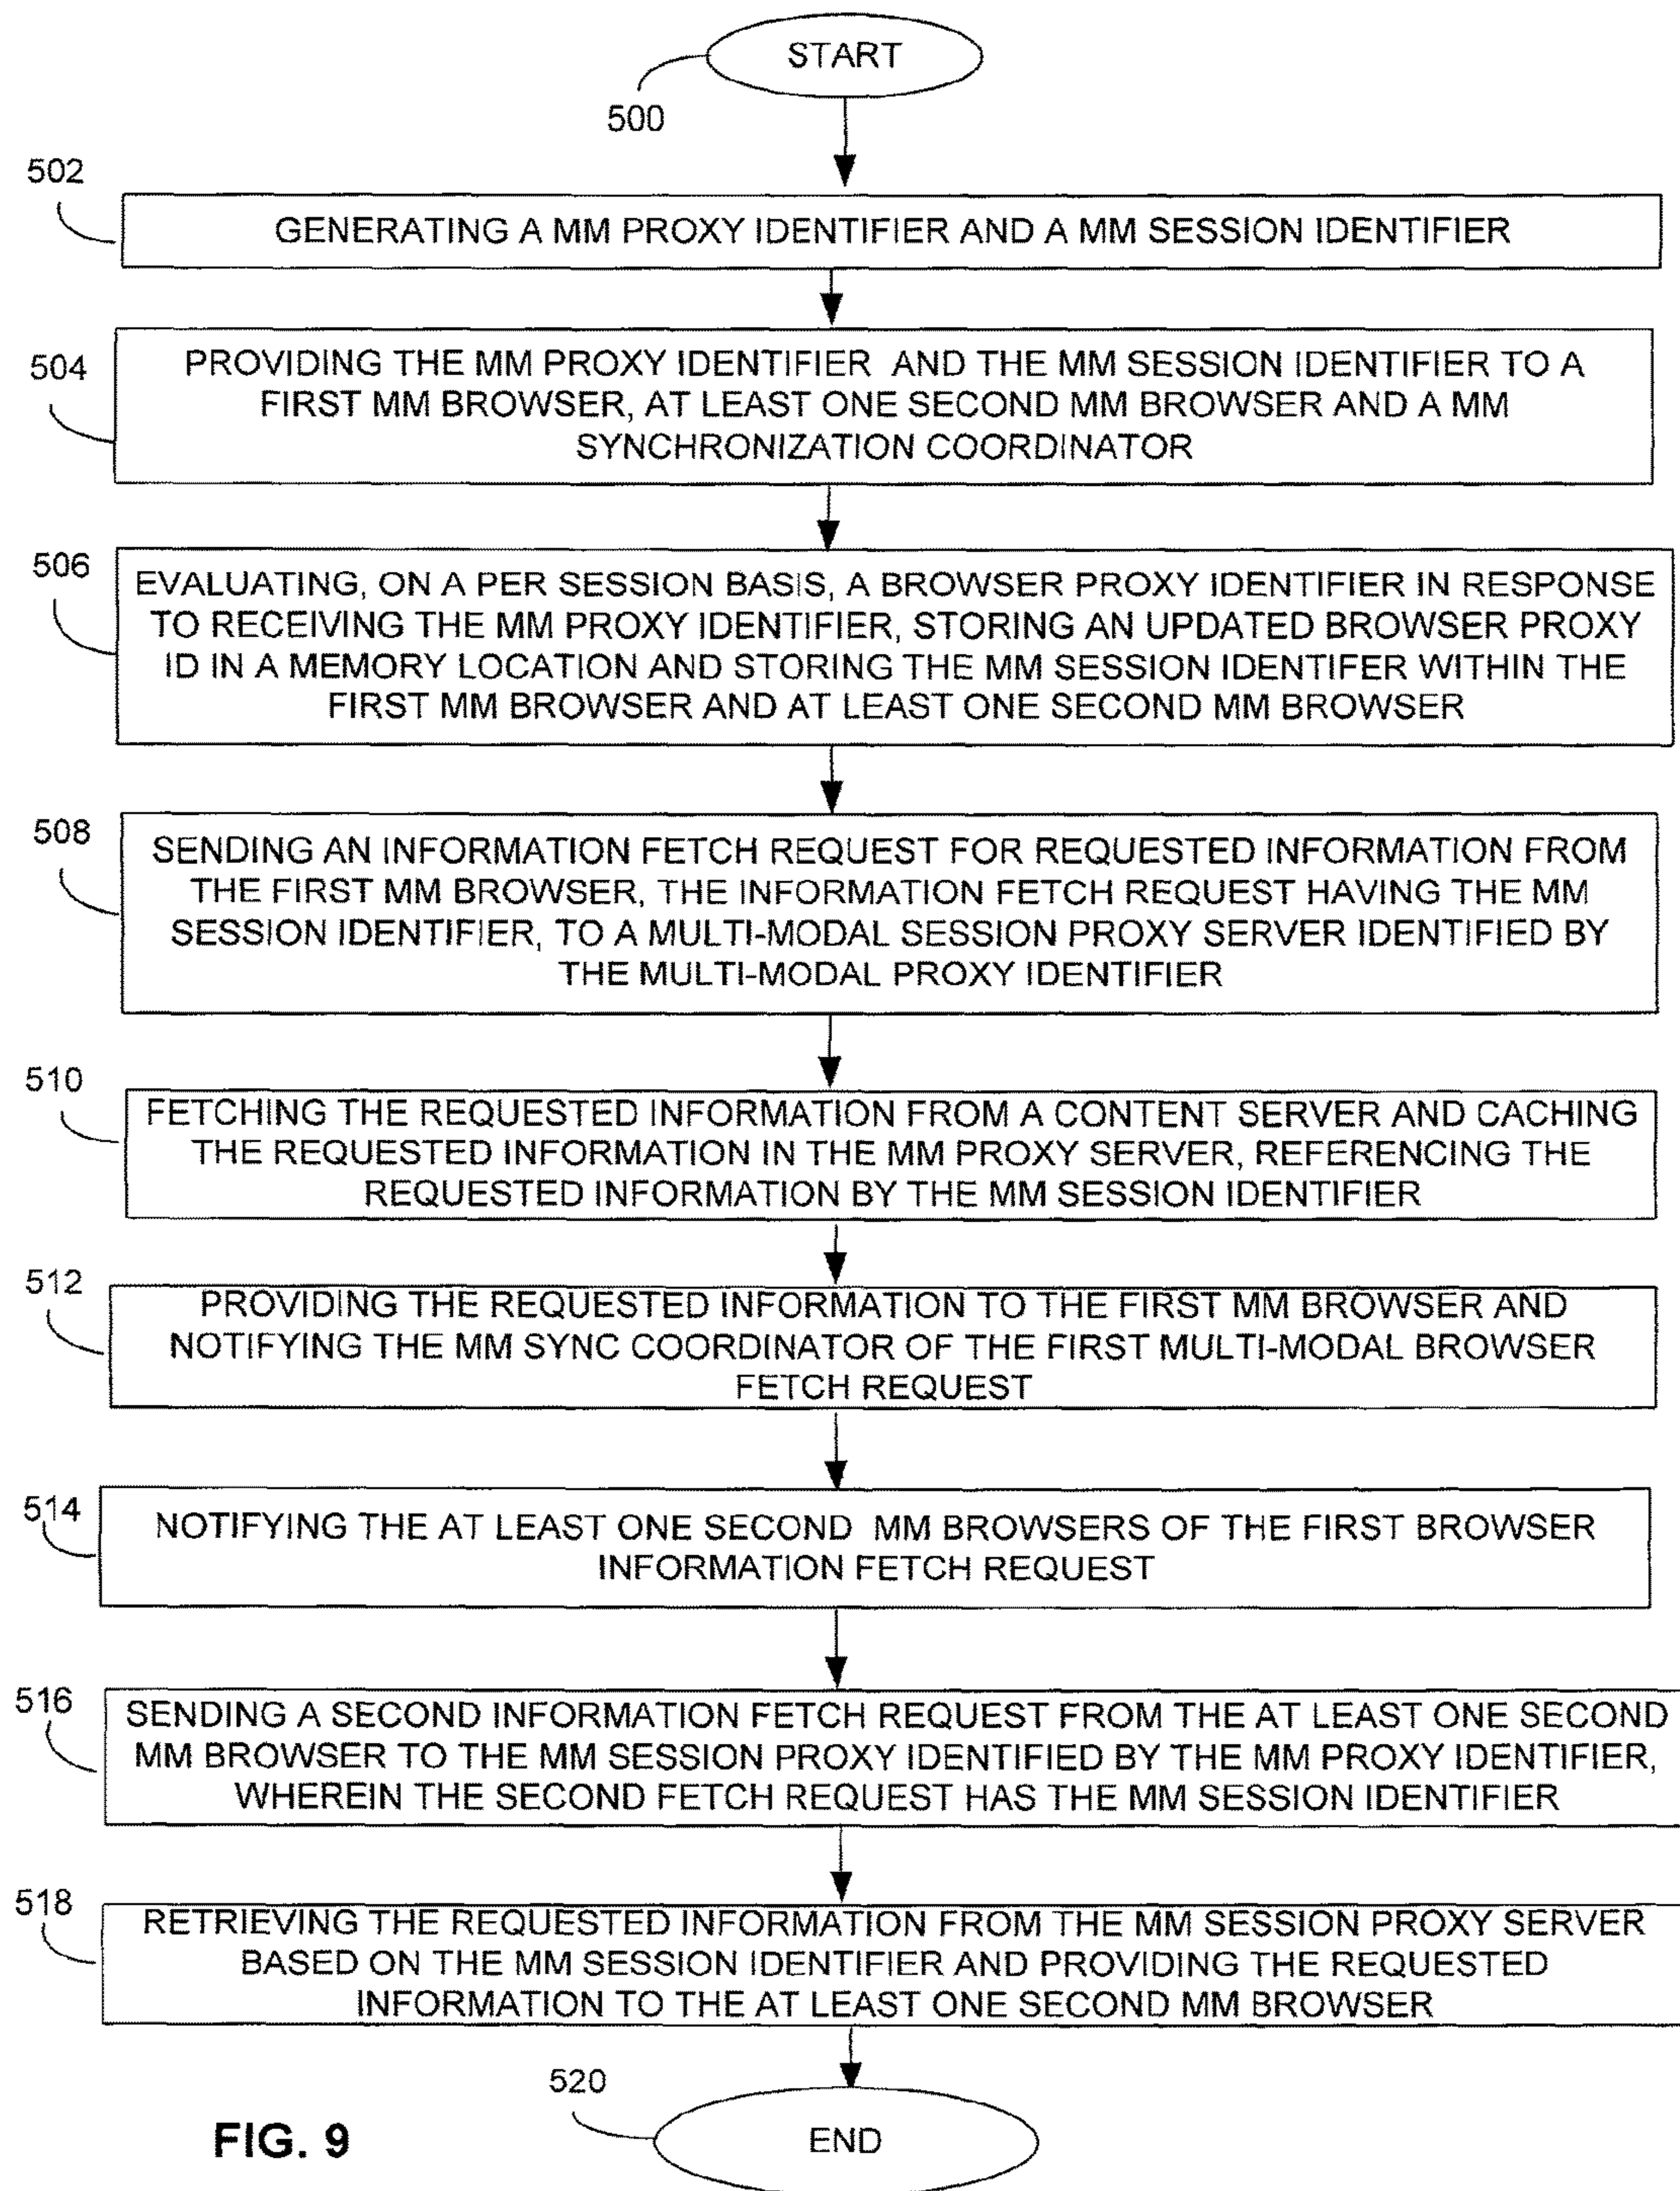 START
500
502
GENERATING A MM PROXY IDENTIFIER AND A MM SESSION IDENTIFIER
504
PROVIDING THE MM PROXY IDENTIFIER AND THE MM SESSION IDENTIFIER TO A
FIRST MM BROWSER, AT LEAST ONE SECOND MM BROWSER AND A MM
SYNCHRONIZATION COORDINATOR
506
EVALUATING, ON A PER SESSION BASIS, A BROWSER PROXY IDENTIFIER IN RESPONSE
TO RECEIVING THE MM PROXY IDENTIFIER, STORING AN UPDATED BROWSER PROXY
ID IN A MEMORY LOCATION AND STORING THE MM SESSION IDENTIFER WITHIN THE
FIRST MM BROWSER AND AT LEAST ONE SECOND MM BROWSER
508
SENDING AN INFORMATION FETCH REQUEST FOR REQUESTED INFORMATION FROM
THE FIRST MM BROWSER, THE INFORMATION FETCH REQUEST HAVING THE MM
SESSION IDENTIFIER, TO A MULTI-MODAL SESSION PROXY SERVER IDENTIFIED BY
THE MULTI-MODAL PROXY IDENTIFIER
510
FETCHING THE REQUESTED INFORMATION FROM A CONTENT SERVER AND CACHING
THE REQUESTED INFORMATION IN THE MM PROXY SERVER, REFERENCING THE
REQUESTED INFORMATION BY THE MM SESSION IDENTIFIER
512
PROVIDING THE REQUESTED INFORMATION TO THE FIRST MM BROWSER AND
NOTIFYING THE MM SYNC COORDINATOR OF THE FIRST MULTI-MODAL BROWSER
FETCH REQUEST
514
NOTIFYING THE AT LEAST ONE SECOND MM BROWSERS OF THE FIRST BROWSER
INFORMATION FETCH REQUEST
516
SENDING A SECOND INFORMATION FETCH REQUEST FROM THE AT LEAST ONE SECOND
MM BROWSER TO THE MM SESSION PROXY IDENTIFIED BY THE MM PROXY IDENTIFIER,
WHEREIN THE SECOND FETCH REQUEST HAS THE MM SESSION IDENTIFIER
518
RETRIEVING THE REQUESTED INFORMATION FROM THE MM SESSION PROXY SERVER
BASED ON THE MM SESSION IDENTIFIER AND PROVIDING THE REQUESTED
INFORMATION TO THE AT LEAST ONE SECOND MM BROWSER
520
END
FIG. 9